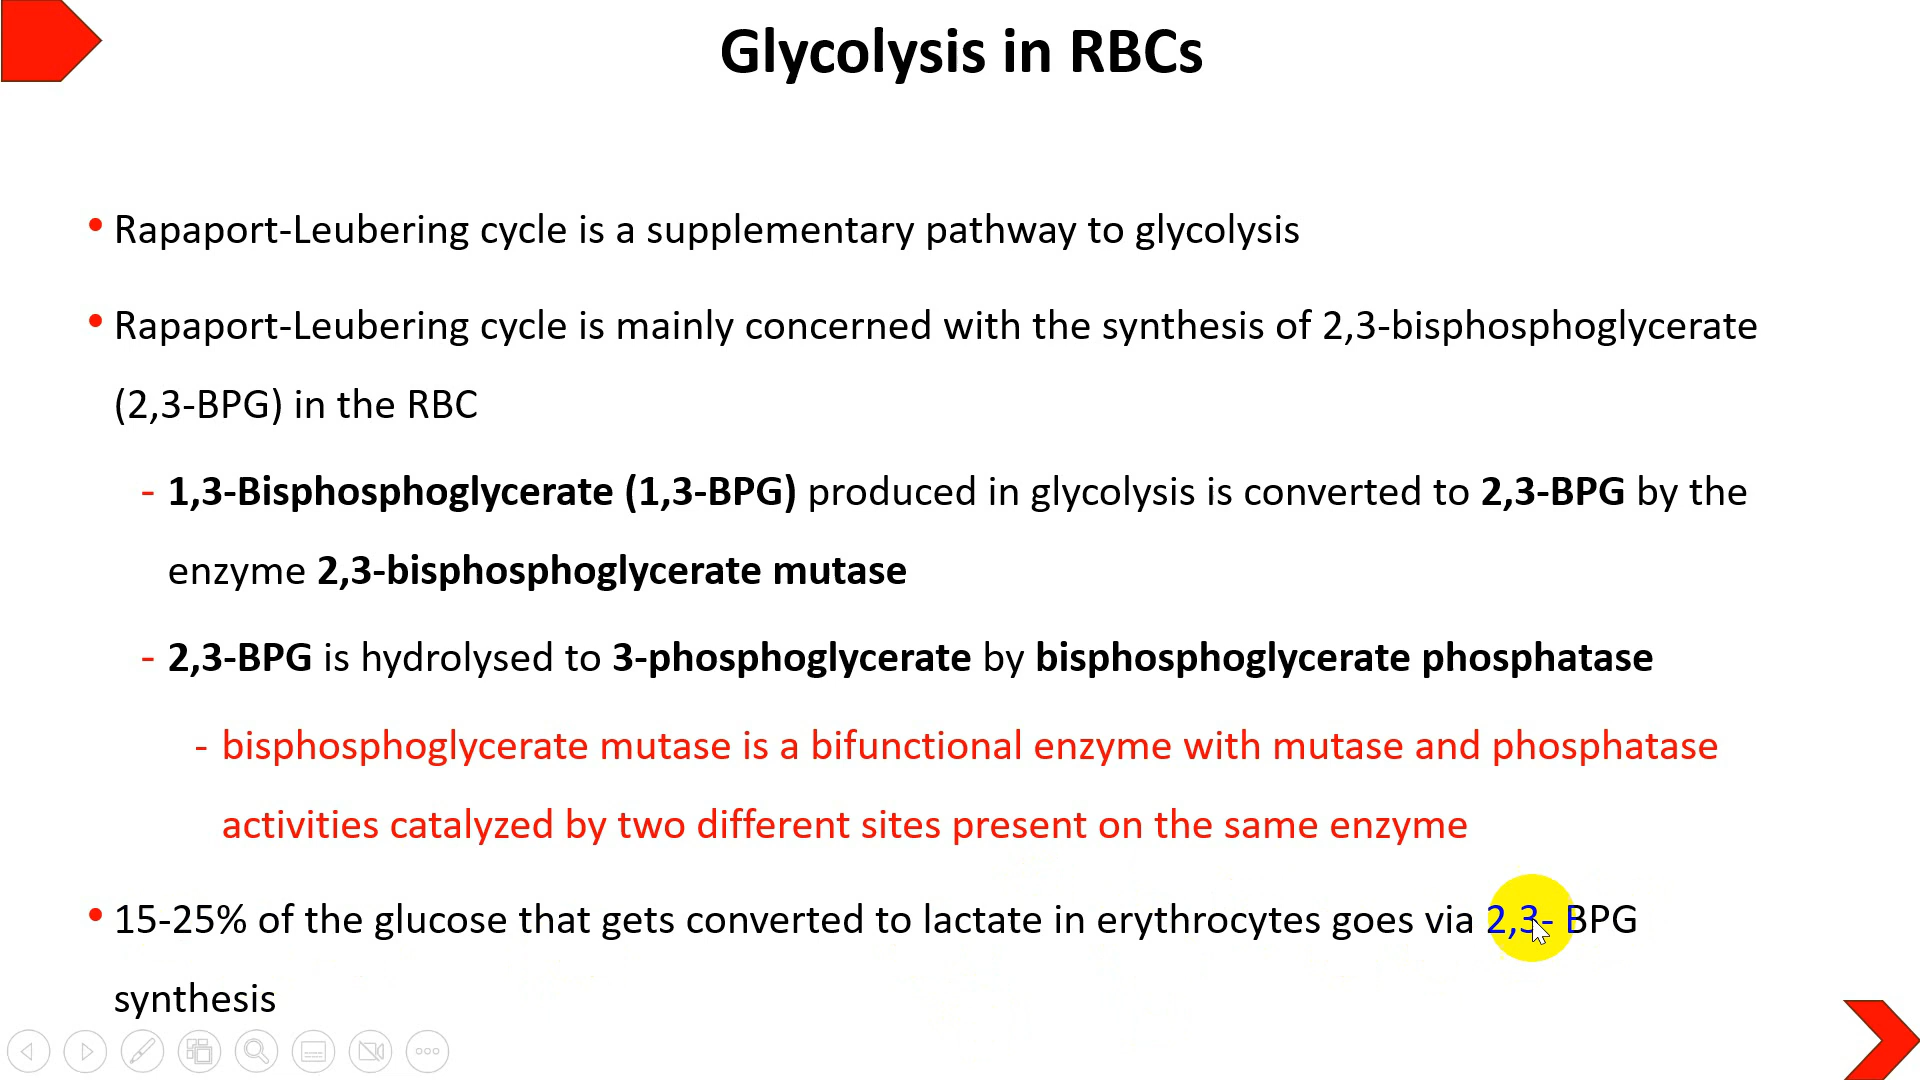 Glycolysis in RBCs
• Rapaport-Leubering cycle is a supplementary pathway to glycolysis
• Rapaport-Leubering cycle is mainly concerned with the synthesis of 2,3-bisphosphoglycerate
(2,3-BPG) in the RBC
- 1,3-Bisphosphoglycerate (1,3-BPG) produced in glycolysis is converted to 2,3-BPG by the
enzyme 2,3-bisphosphoglycerate mutase
- 2,3-BPG is hydrolysed to 3-phosphoglycerate by bisphosphoglycerate phosphatase
- bisphosphoglycerate mutase is a bifunctional enzyme with mutase and phosphatase
activities catalyzed by two different sites present on the same enzyme
• 15-25% of the glucose that gets converted to lactate in erythrocytes goes via 2,3- BPG
synthesis